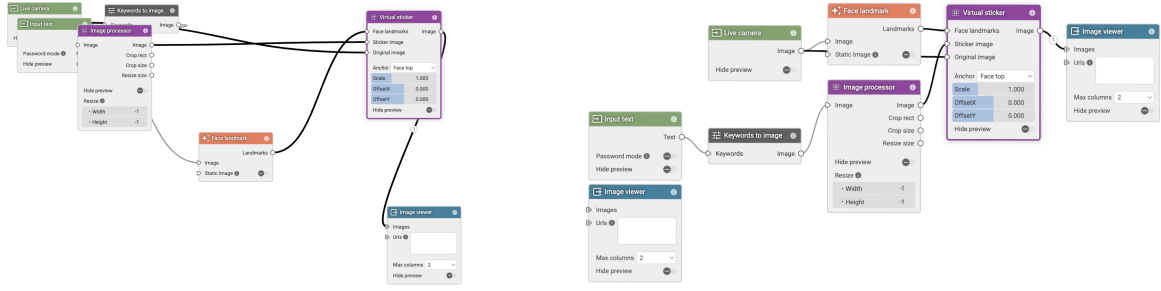 Live camera
Keywords to image
Input text
Keywords
Image
Image processor
Image
Image
Crop rect
Crop size
Resize size
Password mode
Hide preview
Hide preview
Resize
• Width -1
• Height -1
Face landmark
Landmarks
Image
Static Image
Virtual sticker
Face landmarks
Image
Sticker image
Original image
Anchor Face top
Scale 1.000
OffsetX 0.000
OffsetY 0.000
Hide preview
1
Image viewer
Images
Urls
Max columns 2
Hide preview
Live camera
Image
Hide preview
Face landmark
Landmarks
Image
Static Image
Virtual sticker
Face landmarks
Image
Sticker image
Original image
Anchor Face top
Scale 1.000
OffsetX 0.000
OffsetY 0.000
Hide preview
1
Image viewer
Images
Urls
Max columns 2
Hide preview
Image processor
Image
Image
Crop rect
Crop size
Resize size
Hide preview
Resize
• Width -1
• Height -1
Input text
Text
Password mode
Hide preview
Keywords to image
Keywords
Image
Image viewer
Images
Urls
Max columns 2
Hide preview